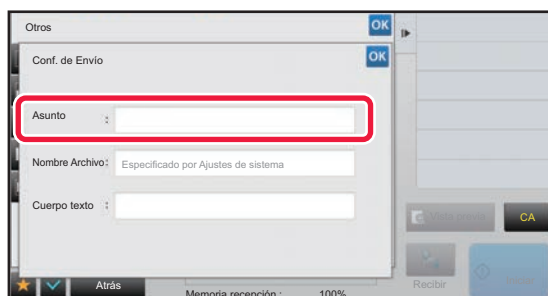 Otros OK
Conf. de Envío OK
Asunto :
Nombre Archivo: Especificado por Ajustes de sistema
Cuerpo texto :
CA
Atrás
Memoria recepción : 100%
Recibir